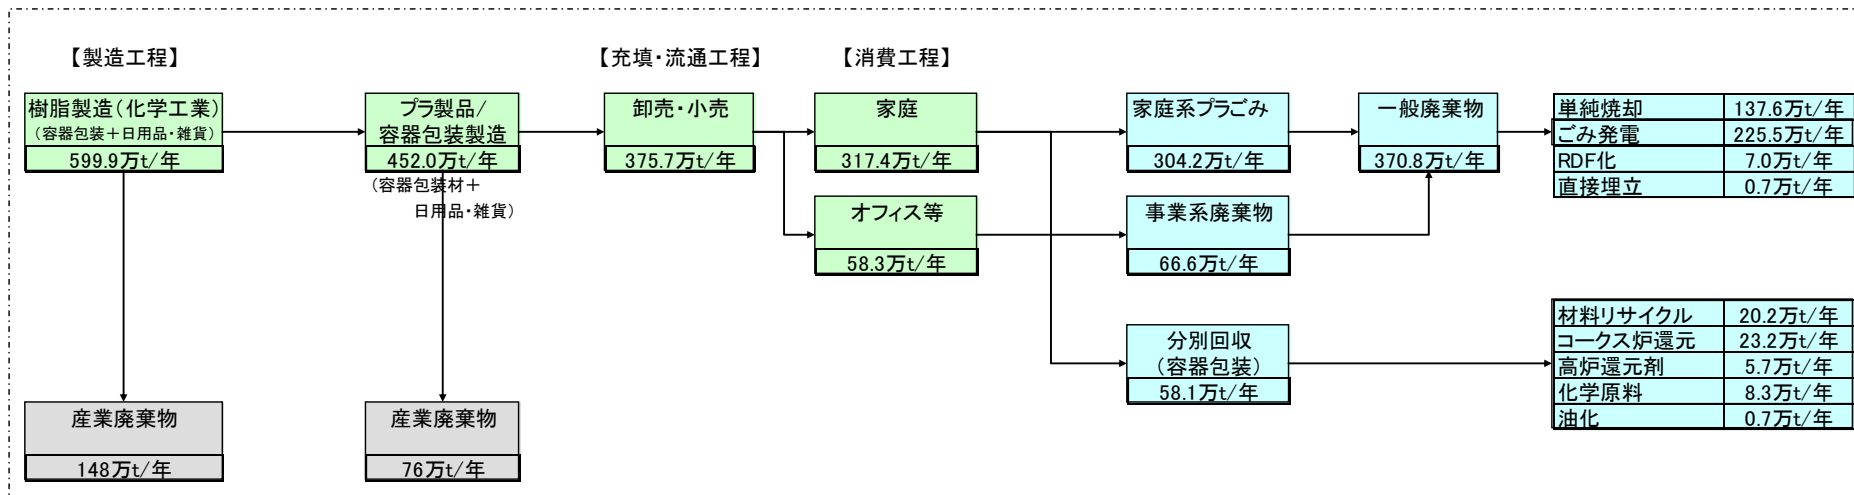 【製造工程】
【充填・流通工程】
【消費工程】
樹脂製造(化学工業)
(容器包装＋日用品・雑貨)
599.9万t/年
プラ製品/
容器包装製造
452.0万t/年
(容器包装材＋
日用品・雑貨)
卸売・小売
375.7万t/年
家庭
317.4万t/年
オフィス等
58.3万t/年
家庭系プラごみ
304.2万t/年
事業系廃棄物
66.6万t/年
分別回収
(容器包装)
58.1万t/年
一般廃棄物
370.8万t/年
単純焼却 137.6万t/年
ごみ発電 225.5万t/年
RDF化 7.0万t/年
直接埋立 0.7万t/年
材料リサイクル 20.2万t/年
コークス炉還元 23.2万t/年
高炉還元剤 5.7万t/年
化学原料 8.3万t/年
油化 0.7万t/年
産業廃棄物
148万t/年
産業廃棄物
76万t/年